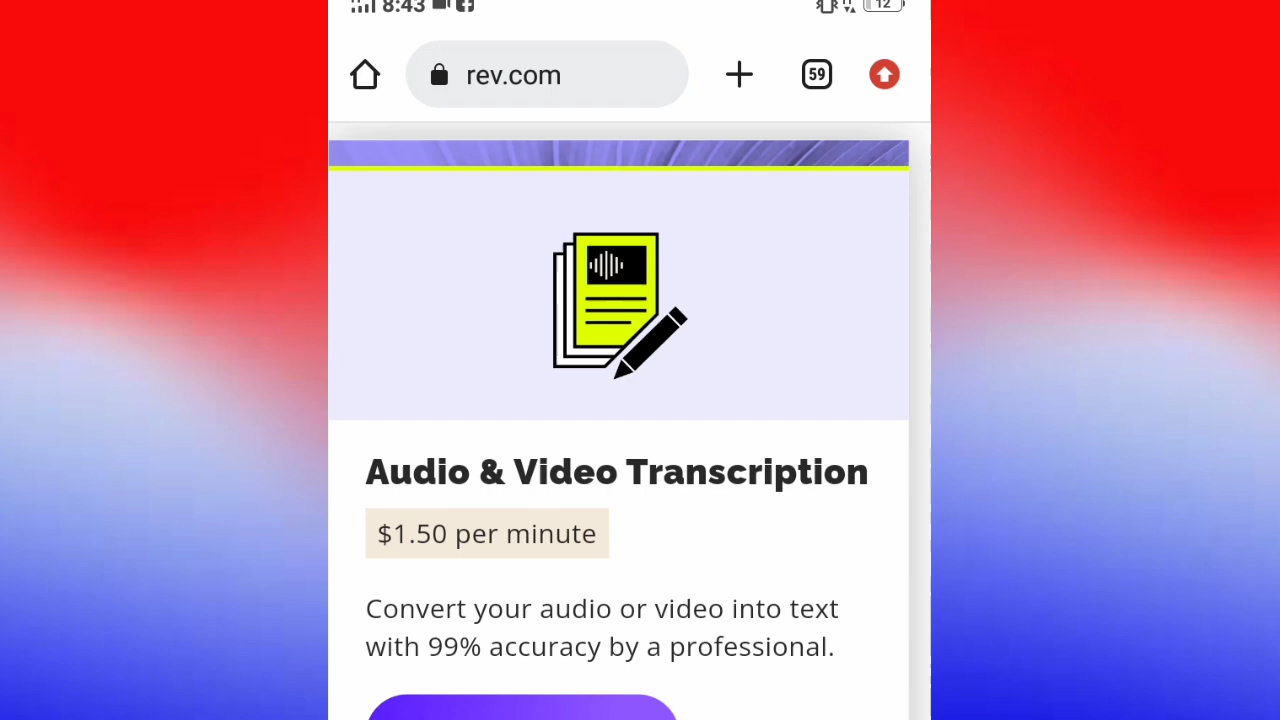 8:43 12
rev.com 59
Audio & Video Transcription
$1.50 per minute
Convert your audio or video into text
with 99% accuracy by a professional.